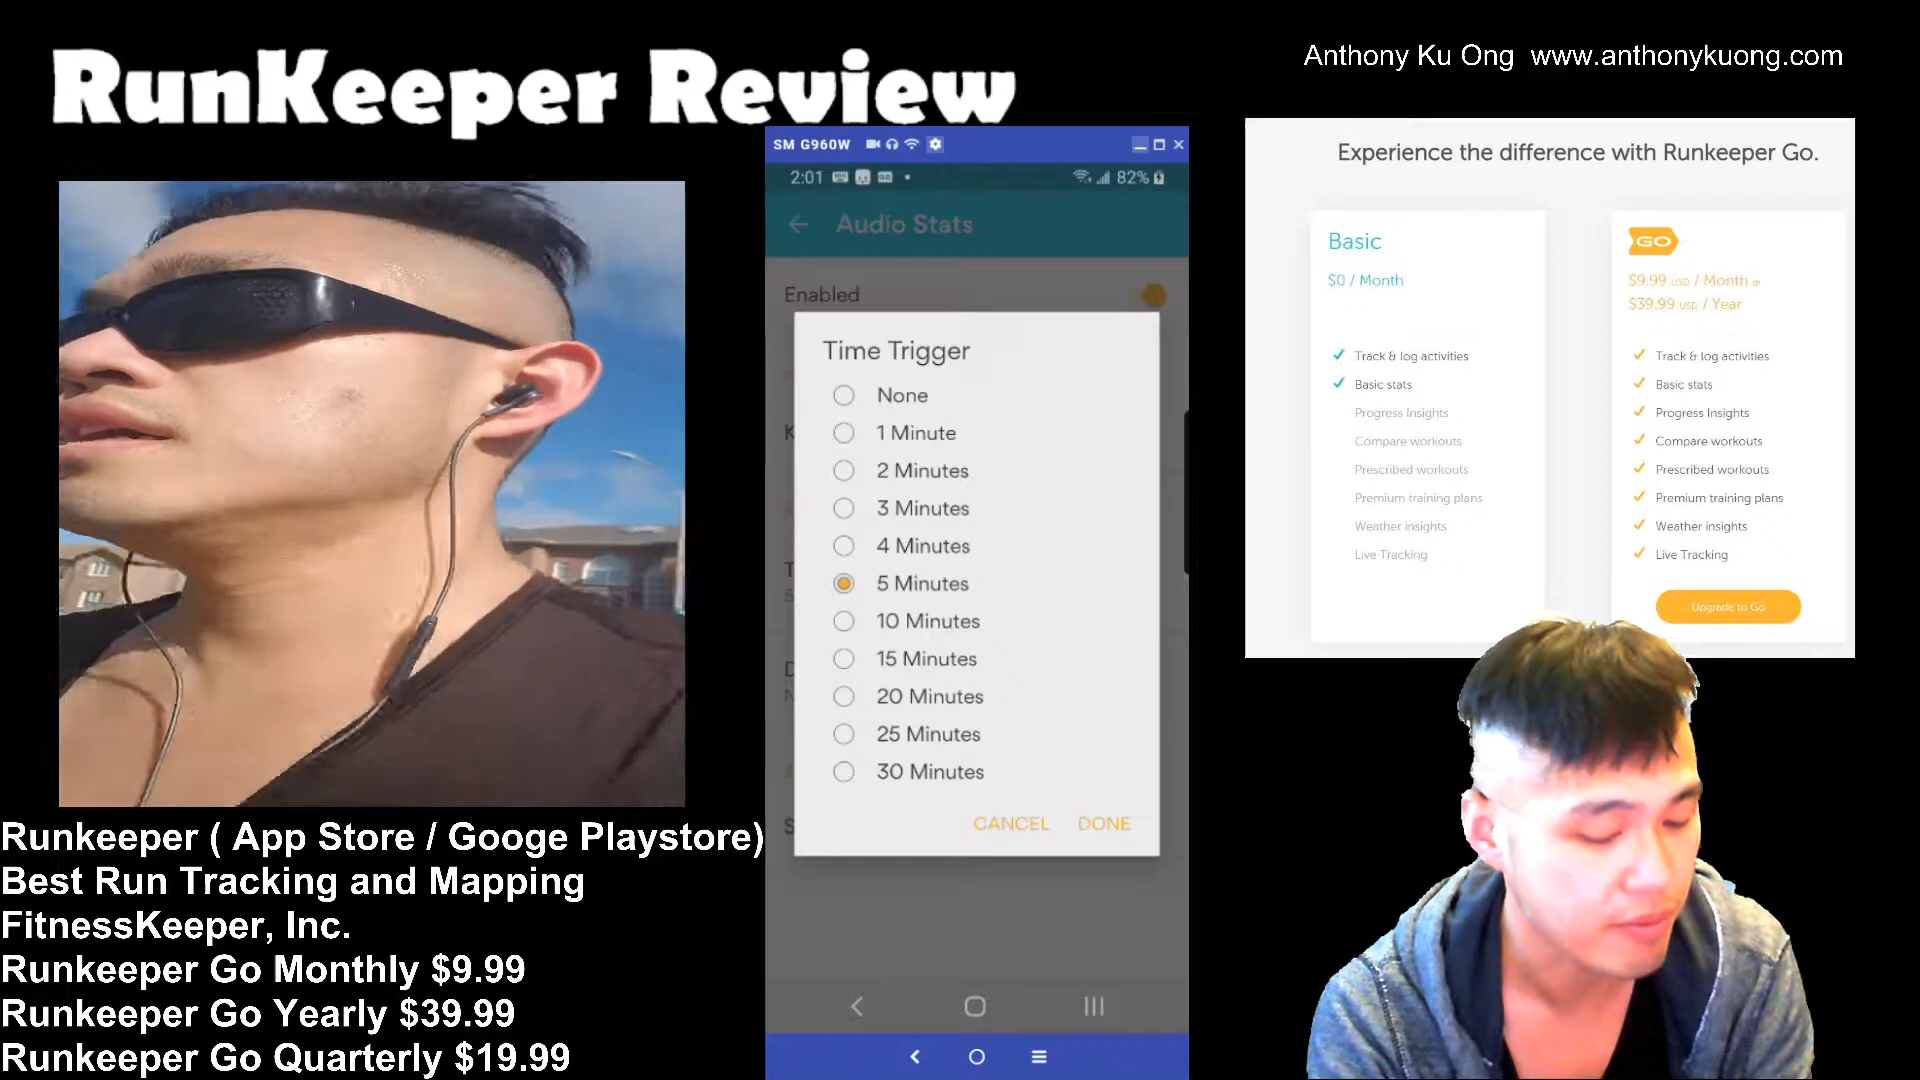 RunKeeper Review
Anthony Ku Ong www.anthonykuong.com
SM G960W
2:01
82%
Audio Stats
Enabled
Time Trigger
None
1 Minute
2 Minutes
3 Minutes
4 Minutes
5 Minutes
10 Minutes
15 Minutes
20 Minutes
25 Minutes
30 Minutes
CANCEL DONE
Experience the difference with Runkeeper Go.
Basic
$0 / Month
Track & log activities
Basic stats
Progress Insights
Compare workouts
Prescribed workouts
Premium training plans
Weather insights
Live Tracking
GO
$9.99 USD / Month or
$39.99 USD / Year
Track & log activities
Basic stats
Progress Insights
Compare workouts
Prescribed workouts
Premium training plans
Weather insights
Live Tracking
Upgrade to Go
Runkeeper ( App Store / Googe Playstore)
Best Run Tracking and Mapping
FitnessKeeper, Inc.
Runkeeper Go Monthly $9.99
Runkeeper Go Yearly $39.99
Runkeeper Go Quarterly $19.99